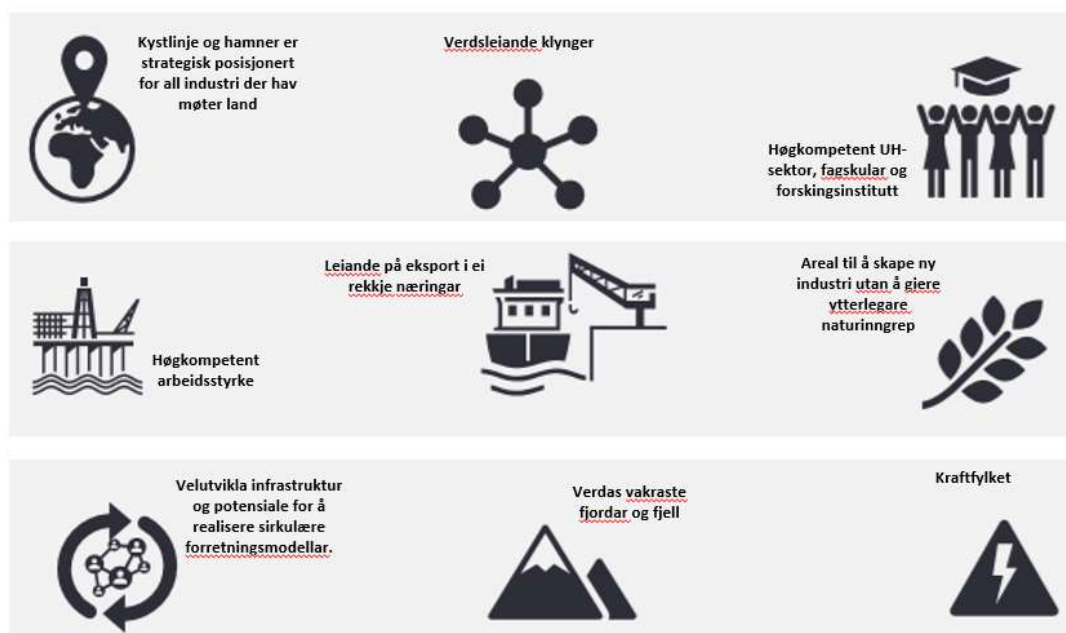 Kystlinje og hamner er
strategisk posisjonert
for all industri der hav
møter land
Verdsleiande klynger
Høgkompetent UH-
sektor, fagskular og
forskingsinstitutt
Høgkompetent
arbeidsstyrke
Leiande på eksport i ei
rekkje næringar
Areal til å skape ny
industri utan å giere
ytterlegare
naturinngrep
Velutvikla infrastruktur
og potensiale for å
realisere sirkulære
forretningsmodellar.
Verdas vakraste
fjordar og fjell
Kraftfylket